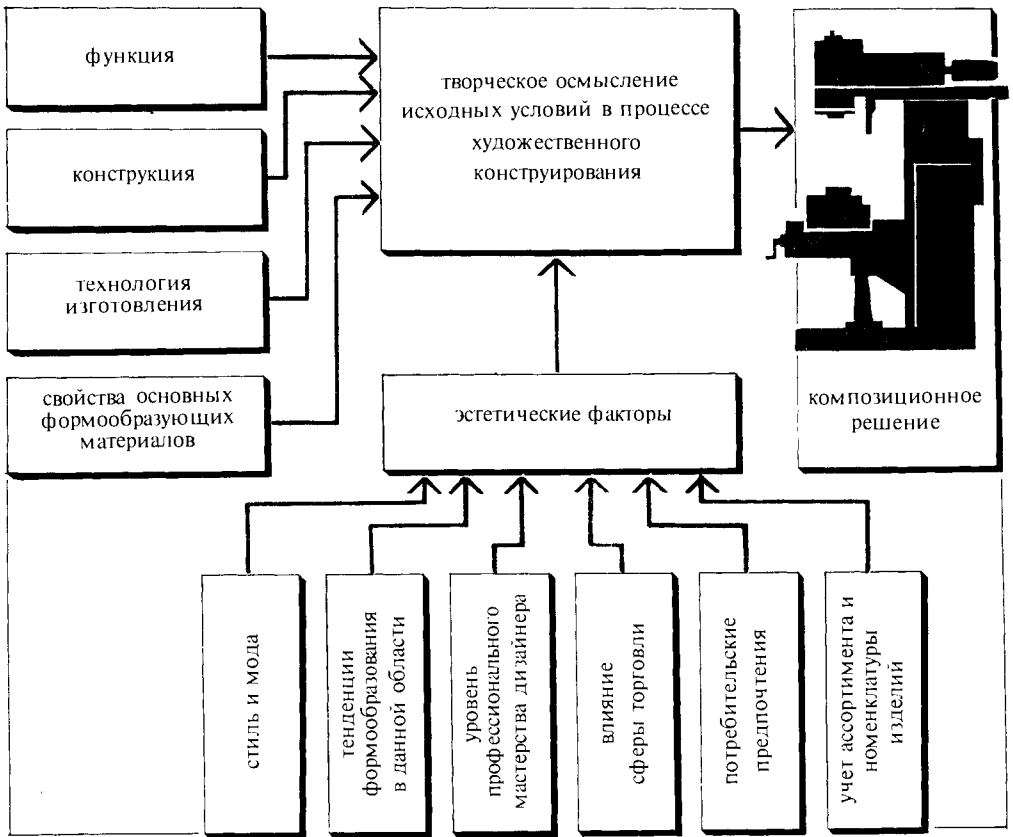 функция
конструкция
технология
изготовления
свойства основных
формообразующих
материалов
творческое осмысление
исходных условий в процессе
художественного
конструирования
композиционное
решение
эстетические факторы
стиль и мода
тенденции
формообразования
в данной области
уровень
профессионального
мастерства дизайнера
влияние
сферы торговли
потребительские
предпочтения
учет ассортимента и
номенклатуры
изделий